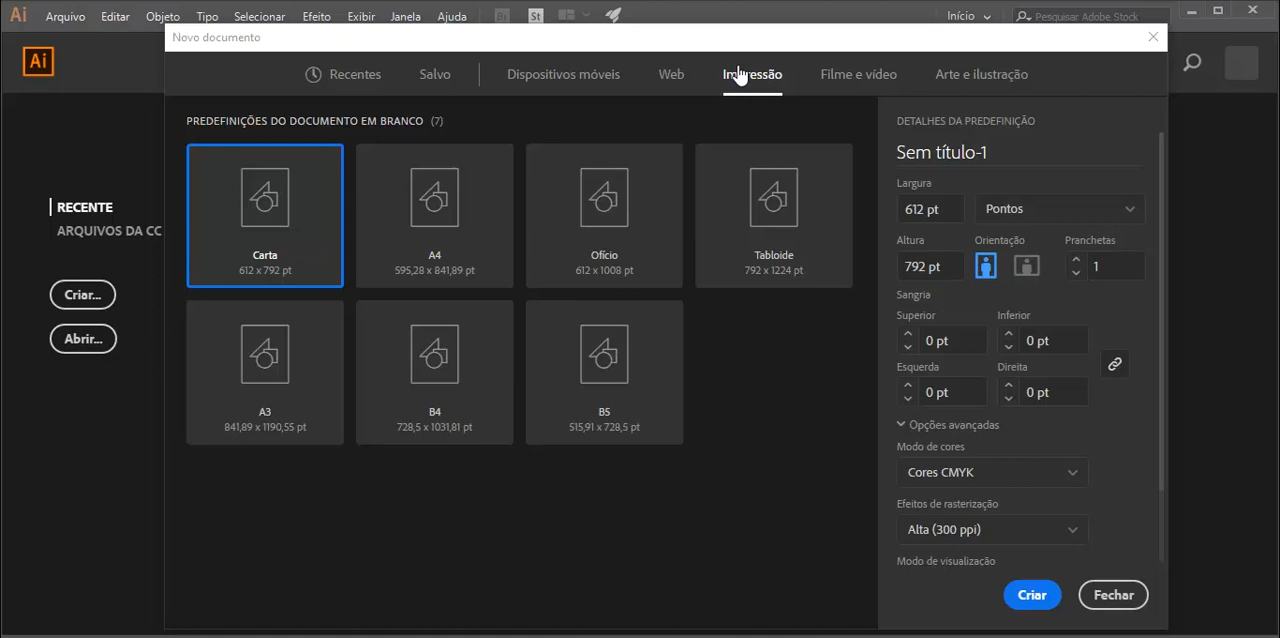 Ai Arquivo Editar Objeto Tipo Selecionar Efeito Exibir Janela Ajuda Br St Início Pesquisar Adobe Stock
Novo documento
Ai
Recentes Salvo Dispositivos móveis Web Impressão Filme e vídeo Arte e ilustração
PREDEFINIÇÕES DO DOCUMENTO EM BRANCO (7)
RECENTE
ARQUIVOS DA CC
Criar...
Abrir...
Carta
612 x 792 pt
A4
595,28 x 841,89 pt
Ofício
612 x 1008 pt
Tabloide
792 x 1224 pt
A3
841,89 x 1190,55 pt
B4
728,5 x 1031,81 pt
B5
515,91 x 728,5 pt
DETALHES DA PREDEFINIÇÃO
Sem título-1
Largura
612 pt Pontos
Altura Orientação Pranchetas
792 pt 1
Sangria
Superior Inferior
0 pt 0 pt
Esquerda Direita
0 pt 0 pt
Opções avançadas
Modo de cores
Cores CMYK
Efeitos de rasterização
Alta (300 ppi)
Modo de visualização
Criar Fechar